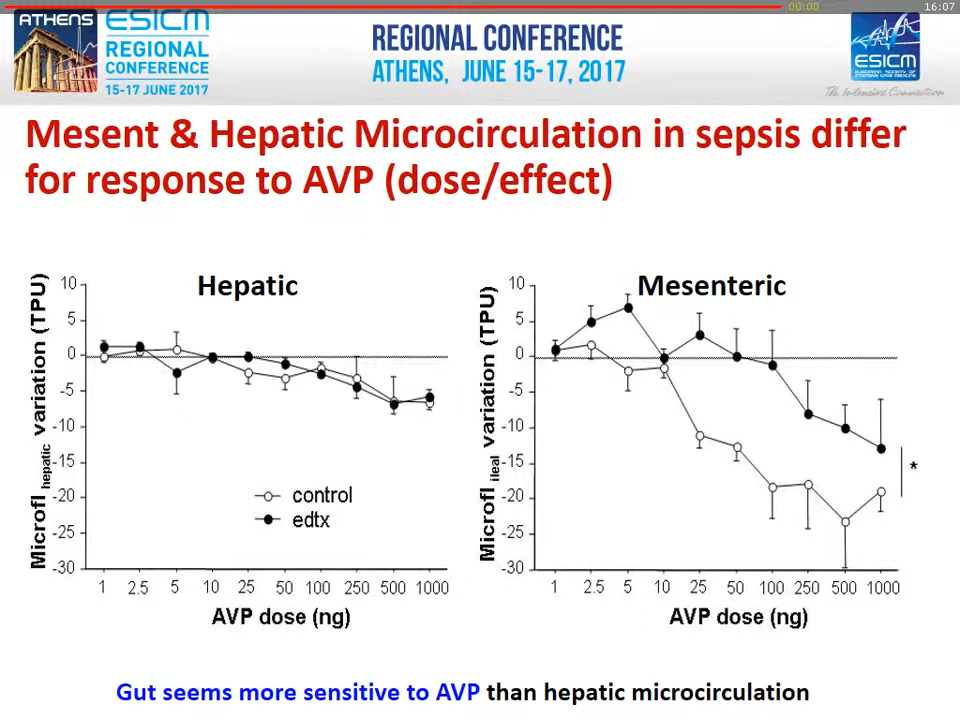 00:00
16:07
ATHENS
ESICM
REGIONAL
CONFERENCE
15-17 JUNE 2017
REGIONAL CONFERENCE
ATHENS, JUNE 15-17, 2017
ESICM
EUROPEAN SOCIETY OF
INTENSIVE CARE MEDICINE
The Intensive Connection
Mesent & Hepatic Microcirculation in sepsis differ
for response to AVP (dose/effect)
Hepatic
Microfl hepatic variation (TPU)
10
5
0
-5
-10
-15
-20
-25
-30
control
edtx
1 2.5 5 10 25 50 100 250 500 1000
AVP dose (ng)
Mesenteric
Microfl ileal variation (TPU)
10
5
0
-5
-10
-15
-20
-25
-30
*
1 2.5 5 10 25 50 100 250 500 1000
AVP dose (ng)
Gut seems more sensitive to AVP than hepatic microcirculation